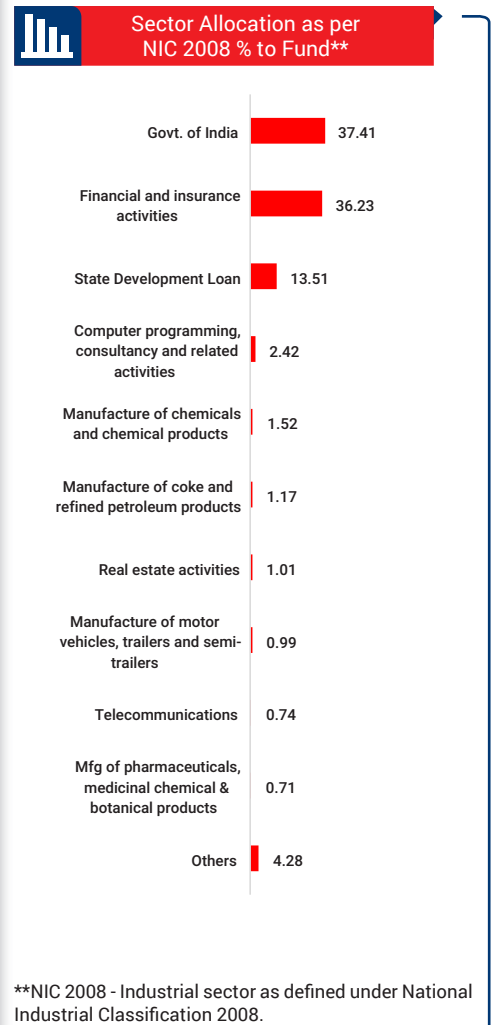 Sector Allocation as per
NIC 2008 % to Fund**
Govt. of India 37.41
Financial and insurance
activities 36.23
State Development Loan 13.51
Computer programming,
consultancy and related 2.42
activities
Manufacture of chemicals
and chemical products 1.52
Manufacture of coke and
refined petroleum products 1.17
Real estate activities 1.01
Manufacture of motor
vehicles, trailers and semi- 0.99
trailers
Telecommunications 0.74
Mfg of pharmaceuticals,
medicinal chemical & 0.71
botanical products
Others 4.28
**NIC 2008 - Industrial sector as defined under National
Industrial Classification 2008.